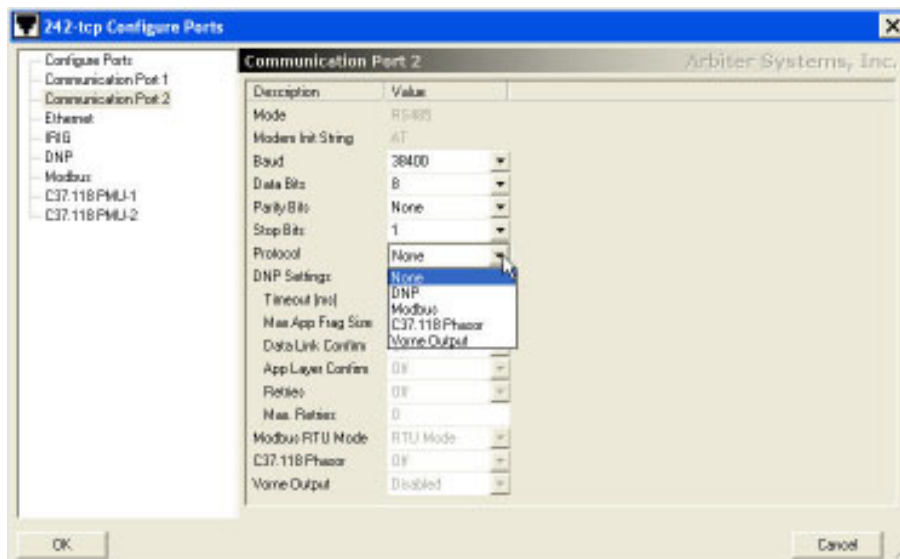 242-tcp Configure Ports
Configure Ports
Communication Port 1
Communication Port 2
Ethernet
IRIG
DNP
Modbus
C37.118 PMU-1
C37.118 PMU-2
Communication Port 2 Arbiter Systems, Inc.
Description Value
Mode RS485
Modem Init String AT
Baud 38400
Data Bits 8
Parity Bits None
Stop Bits 1
Protocol None
DNP Settings: None
DNP
Timeout [ms] Modbus
Max App Frag Size C37.118 Phasor
Data Link Confirm Vorne Output
App Layer Confirm Off
Retries Off
Max. Retries 0
Modbus RTU Mode RTU Mode
C37.118 Phasor Off
Vorne Output Disabled
OK Cancel